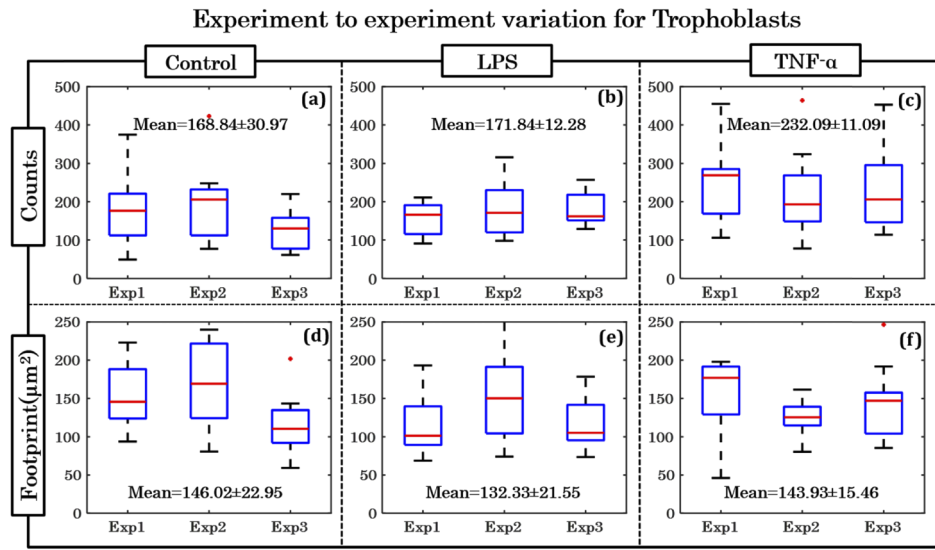 Experiment to experiment variation for Trophoblasts
Control
LPS
TNF-α
Counts
500
400
300
200
100
0
(a)
Mean=168.84±30.97
Exp1 Exp2 Exp3
500
400
300
200
100
0
(b)
Mean=171.84±12.28
Exp1 Exp2 Exp3
500
400
300
200
100
0
(c)
Mean=232.09±11.09
Exp1 Exp2 Exp3
Footprint(μm²)
250
200
150
100
50
0
(d)
Mean=146.02±22.95
Exp1 Exp2 Exp3
250
200
150
100
50
0
(e)
Mean=132.33±21.55
Exp1 Exp2 Exp3
250
200
150
100
50
0
(f)
Mean=143.93±15.46
Exp1 Exp2 Exp3